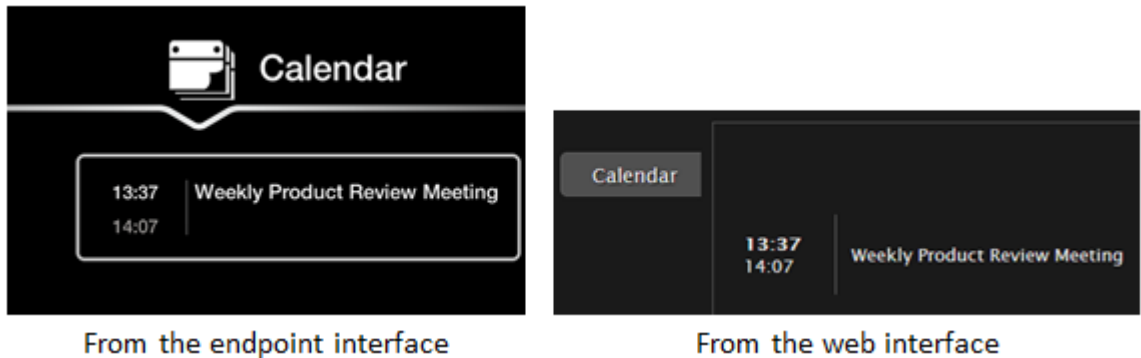 Calendar
13:37 Weekly Product Review Meeting
14:07
From the endpoint interface
Calendar
13:37
14:07
Weekly Product Review Meeting
From the web interface